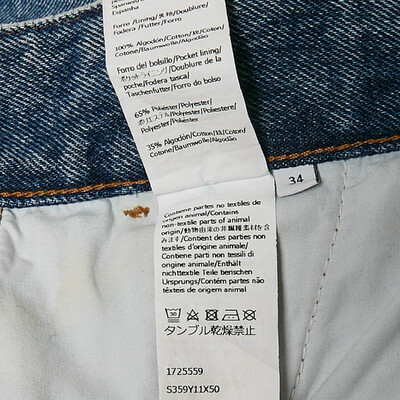 Espanha
Forro /Lining/裏物/Doublure/
Fodera/Futter/Forro
100% Algodón/Cotton/綿/Coton/
Cotone/Baumwolle/Algodão
Forro del bolsillo/Pocket lining/
ポケットライニング/Doublure de la
poche/Fodera tasca/
Taschenfutter/Forro do bolso
65% Poliéster/Polyester/
ポリエステル/Polyester/
Poliestere/Polyester/Poliéster
35% Algodón/Cotton/綿/Coton/
Cotone/Baumwolle/Algodão
34
Contiene partes no textiles de
origen animal/Contains
non-textile parts of animal
origin/動物由来の非繊維素材を含
みます/Contient des parties non
textiles d'origine animale/
Contiene parti non tessili di
origine animale/Enthält
nichttextile Teile tierischen
Ursprungs/Contém partes não
têxteis de origem animal
30
タンブル乾燥禁止
1725559
S359Y11X50